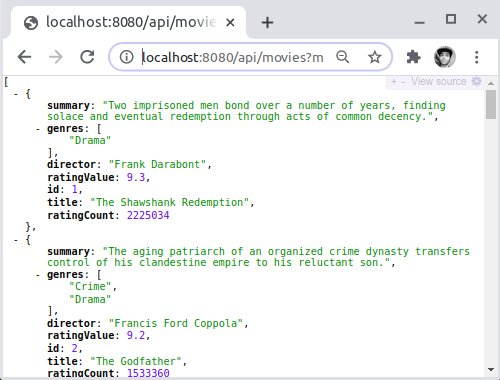 localhost:8080/api/movie
localhost:8080/api/movies?m
+ - View source
[
- {
summary: "Two imprisoned men bond over a number of years, finding
solace and eventual redemption through acts of common decency.",
- genres: [
"Drama"
],
director: "Frank Darabont",
ratingValue: 9.3,
id: 1,
title: "The Shawshank Redemption",
ratingCount: 2225034
},
- {
summary: "The aging patriarch of an organized crime dynasty transfers
control of his clandestine empire to his reluctant son.",
- genres: [
"Crime",
"Drama"
],
director: "Francis Ford Coppola",
ratingValue: 9.2,
id: 2,
title: "The Godfather",
ratingCount: 1533360